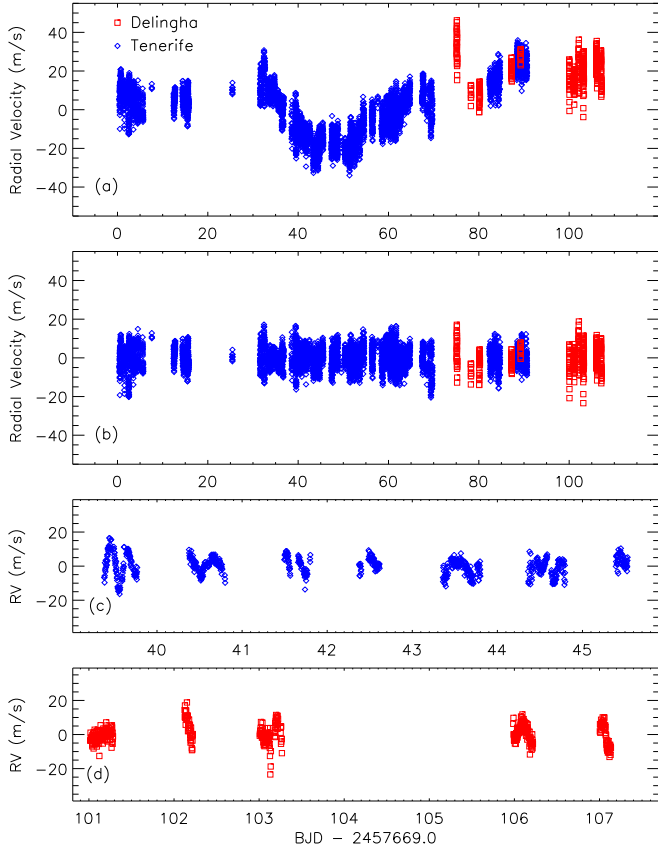 Delingha
Tenerife
Radial Velocity (m/s)
40
20
0
−20
−40
(a)
0 20 40 60 80 100
Radial Velocity (m/s)
40
20
0
−20
−40
(b)
0 20 40 60 80 100
RV (m/s)
20
0
−20
(c)
40 41 42 43 44 45
RV (m/s)
20
0
−20
(d)
101 102 103 104 105 106 107
BJD − 2457669.0